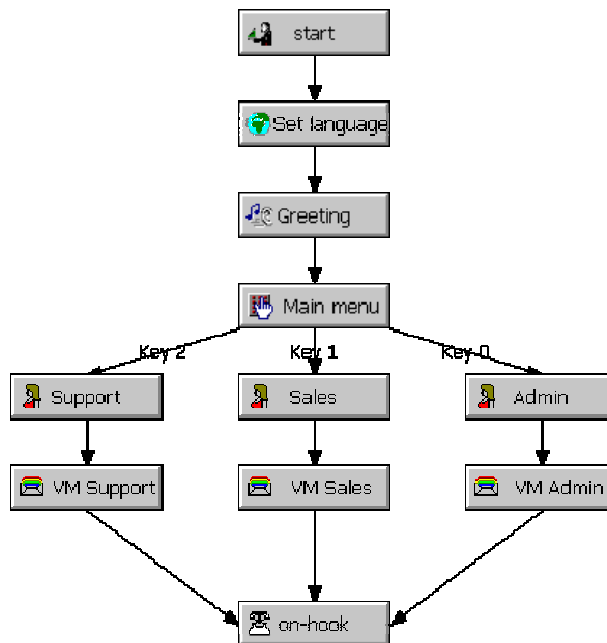 start
Set language
Greeting
Main menu
Key 2 Key 1 Key 0
Support Sales Admin
VM Support VM Sales VM Admin
on-hook